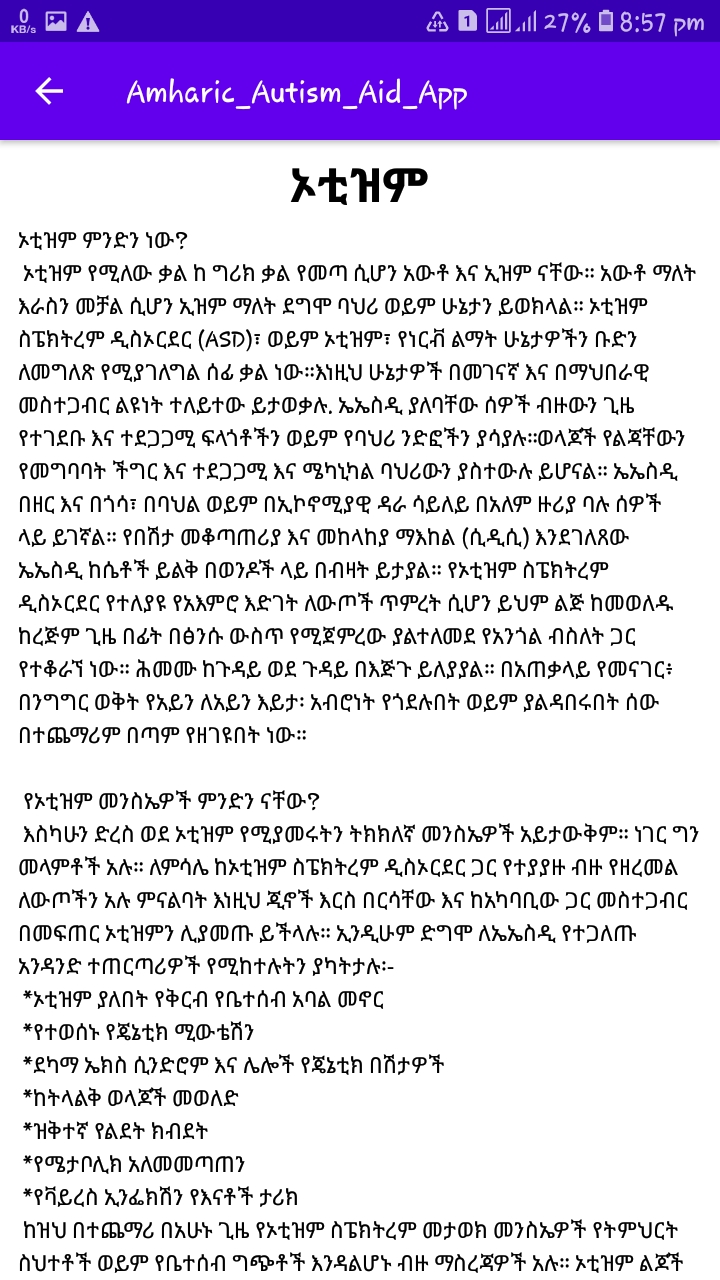 0
KB/s
1
27%
8:57 pm
Amharic_Autism_Aid_App
ኦቲዝም
ኦቲዝም ምንድን ነው?
ኦቲዝም የሚለው ቃል ከ ግሪክ ቃል የመጣ ሲሆን አውቶ እና ኢዝም ናቸው። አውቶ ማለት
እራስን መቻል ሲሆን ኢዝም ማለት ደግሞ ባህሪ ወይም ሁኔታን ይወክላል። ኦቲዝም
ስፔክትረም ዲስኦርደር (ASD)፣ ወይም ኦቲዝም፣ የነርቭ ልማት ሁኔታዎችን ቡድን
ለመግለጽ የሚያገለግል ሰፊ ቃል ነው።እነዚህ ሁኔታዎች በመገናኛ እና በማህበራዊ
መስተጋብር ልዩነት ተለይተው ይታወቃሉ. ኤኤስዲ ያለባቸው ሰዎች ብዙውን ጊዜ
የተገደቡ እና ተደጋጋሚ ፍላጎቶችን ወይም የባህሪ ንድፎችን ያሳያሉ።ወላጆች የልጃቸውን
የመግባባት ችግር እና ተደጋጋሚ እና ሜካኒካል ባህሪውን ያስተውሉ ይሆናል። ኤኤስዲ
በዘር እና በጎሳ፣ በባህል ወይም በኢኮኖሚያዊ ዳራ ሳይለይ በአለም ዙሪያ ባሉ ሰዎች
ላይ ይገኛል። የበሽታ መቆጣጠሪያ እና መከላከያ ማእከል (ሲዲሲ) እንደገለጸው
ኤኤስዲ ከሴቶች ይልቅ በወንዶች ላይ በብዛት ይታያል። የኦቲዝም ስፔክትረም
ዲስኦርደር የተለያዩ የአእምሮ እድገት ለውጦች ጥምረት ሲሆን ይህም ልጅ ከመወለዱ
ከረጅም ጊዜ በፊት በፅንሱ ውስጥ የሚጀምረው ያልተለመደ የአንጎል ብስለት ጋር
የተቆራኘ ነው። ሕመሙ ከጉዳይ ወደ ጉዳይ በእጅጉ ይለያያል። በአጠቃላይ የመናገር፥
በንግግር ወቅት የአይን ለአይን እይታ፡ አብሮነት የጎደሉበት ወይም ያልዳበሩበት ሰው
በተጨማሪም በጣም የዘገዩበት ነው።
የኦቲዝም መንስኤዎች ምንድን ናቸው?
እስካሁን ድረስ ወደ ኦቲዝም የሚያመሩትን ትክክለኛ መንስኤዎች አይታውቅም። ነገር ግን
መላምቶች አሉ። ለምሳሌ ከኦቲዝም ስፔክትረም ዲስኦርደር ጋር የተያያዙ ብዙ የዘረመል
ለውጦችን አሉ ምናልባት እነዚህ ጂኖች እርስ በርሳቸው እና ከአካባቢው ጋር መስተጋብር
በመፍጠር ኦቲዝምን ሊያመጡ ይችላሉ። ኢንዲሁም ድግሞ ለኤኤስዲ የተጋለጡ
አንዳንድ ተጠርጣሪዎች የሚከተሉትን ያካትታሉ፡-
*ኦቲዝም ያለበት የቅርብ የቤተሰብ አባል መኖር
*የተወሰኑ የጄኔቲክ ሚውቴሽን
*ደካማ ኤክስ ሲንድሮም እና ሌሎች የጄኔቲክ በሽታዎች
*ከትላልቅ ወላጆች መወለድ
*ዝቅተኛ የልደት ክብደት
*የሜታቦሊክ አለመመጣጠን
*የቫይረስ ኢንፌክሽን የእናቶች ታሪክ
ከዝህ በተጨማሪ በአሁኑ ጊዜ የኦቲዝም ስፔክትረም መታወክ መንስኤዎች የትምህርት
ስህተቶች ወይም የቤተሰብ ግጭቶች እንዳልሆኑ ብዙ ማስረጃዎች አሉ። ኦቲዝም ልጆች